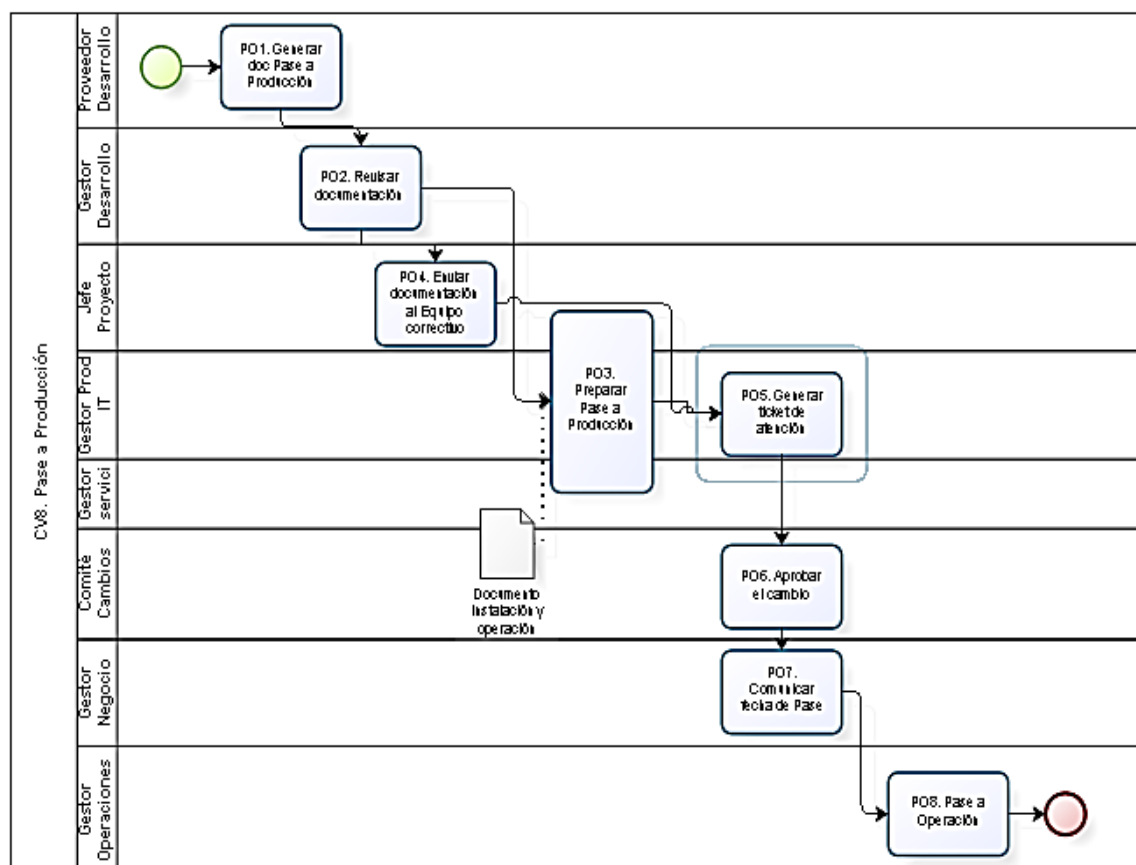 CV8. Pase a Producción
Proveedor
Desarrollo
PO1. Generar
doc Pase a
Producción
Gestor
Desarrollo
PO2. Revisar
documentación
Jefe
Proyecto
PO4. Enviar
documentación
al Equipo
correctivo
Gestor Prod
IT
PO3.
Preparar
Pase a
Producción
PO5. Generar
ticket de
atención
Gestor
servici
Comité
Cambios
Documento
Instalación y
operación
PO6. Aprobar
el cambio
Gestor
Negocio
PO7.
Comunicar
fecha de Pase
Gestor
Operaciones
PO8. Pase a
Operación